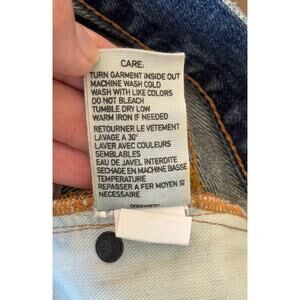 CARE:
TURN GARMENT INSIDE OUT
MACHINE WASH COLD
WASH WITH LIKE COLORS
DO NOT BLEACH
TUMBLE DRY LOW
WARM IRON IF NEEDED
RETOURNER LE VETEMENT
LAVAGE A 30°
LAVER AVEC COULEURS
SEMBLABLES
EAU DE JAVEL INTERDITE
SECHAGE EN MACHINE BASSE
TEMPERATURE
REPASSER A FER MOYEN SI
NECESSAIRE